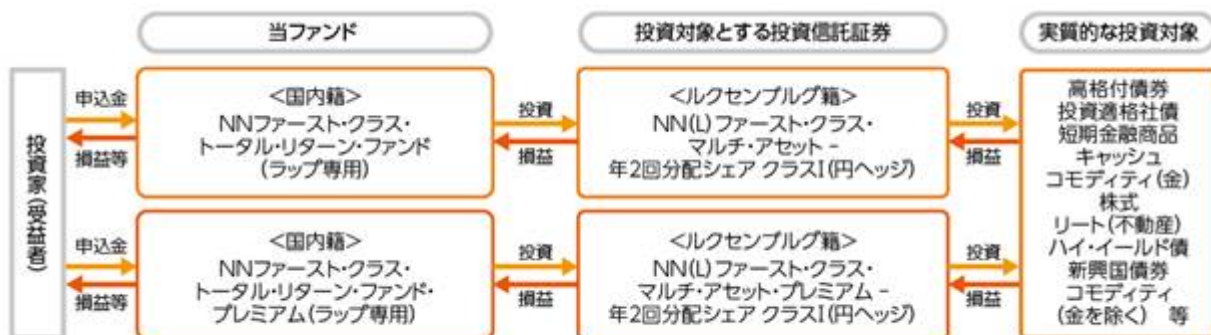 当ファンド
投資対象とする投資信託証券
実質的な投資対象
投資家(受益者)
申込金
損益等
<国内籍>
NNファースト・クラス・
トータル・リターン・ファンド
(ラップ専用)
投資
損益
<ルクセンブルグ籍>
NN(L)ファースト・クラス・
マルチ・アセット -
年2回分配シェア クラスI(円ヘッジ)
投資
損益
申込金
損益等
<国内籍>
NNファースト・クラス・
トータル・リターン・ファンド・
プレミアム(ラップ専用)
投資
損益
<ルクセンブルグ籍>
NN(L)ファースト・クラス・
マルチ・アセット・プレミアム -
年2回分配シェア クラスI(円ヘッジ)
投資
損益
高格付債券
投資適格社債
短期金融商品
キャッシュ
コモディティ(金)
株式
リート(不動産)
ハイ・イールド債
新興国債券
コモディティ
(金を除く) 等